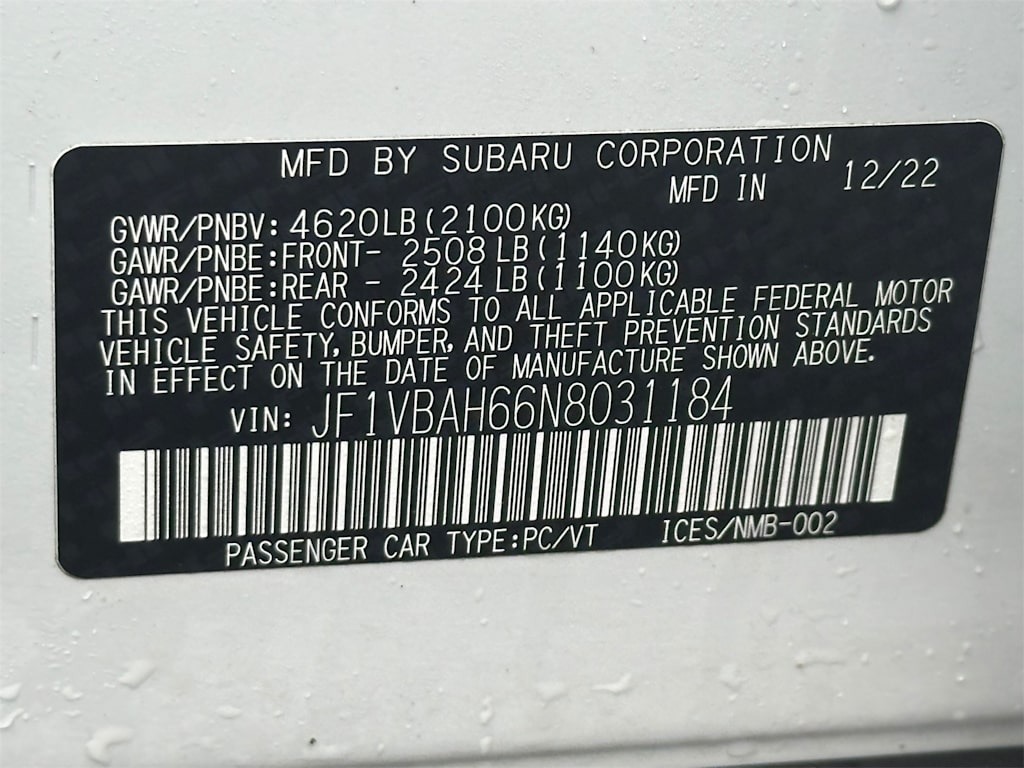 MFD BY SUBARU CORPORATION
MFD IN 12/22
GVWR/PNBV: 4620LB(2100KG)
GAWR/PNBE:FRONT- 2508 LB(1140KG)
GAWR/PNBE:REAR - 2424 LB(1100KG)
THIS VEHICLE CONFORMS TO ALL APPLICABLE FEDERAL MOTOR
VEHICLE SAFETY, BUMPER, AND THEFT PREVENTION STANDARDS
IN EFFECT ON THE DATE OF MANUFACTURE SHOWN ABOVE.
VIN: JF1VBAH66N8031184
PASSENGER CAR TYPE:PC/VT ICES/NMB-002